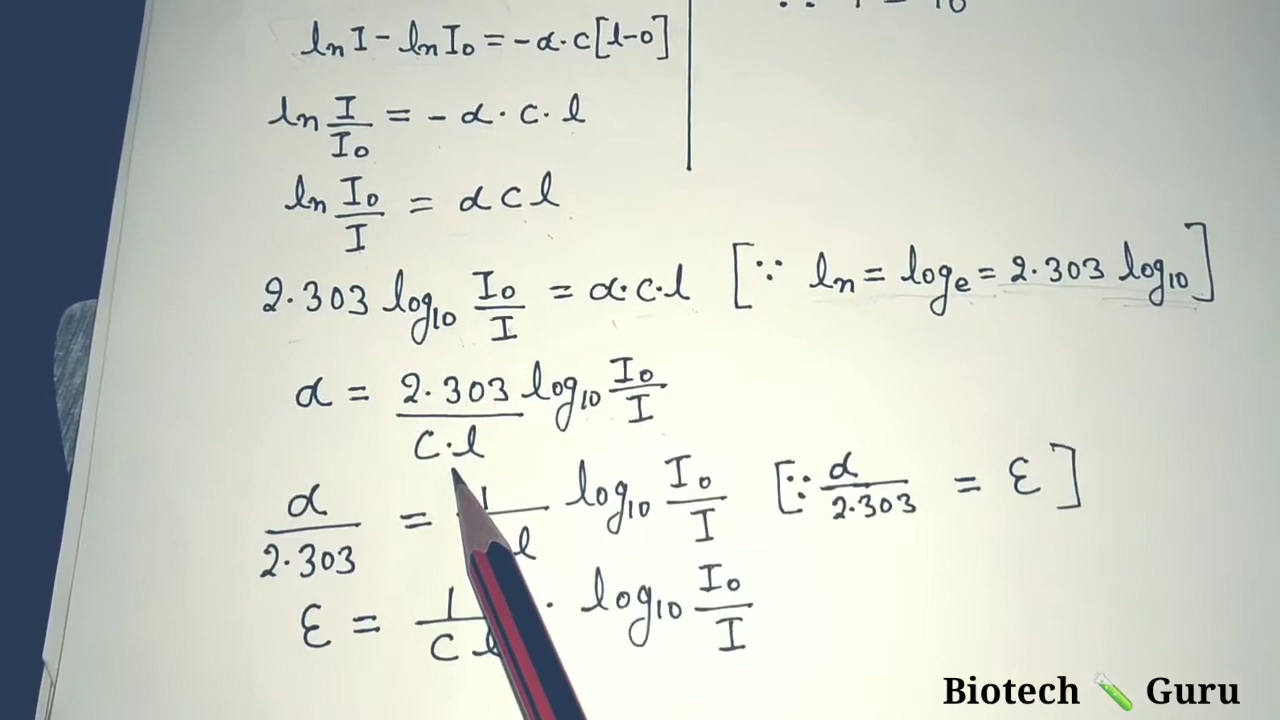 ln I - ln I₀ = -α·c[l-0]
ln I/I₀ = - α · c · l
ln I₀/I = α c l
2.303 log₁₀ I₀/I = α·c·l [∵ ln = logₑ = 2.303 log₁₀]
α = 2.303/c·l log₁₀ I₀/I
α/2.303 = 1/ l log₁₀ I₀/I [∵ α/2.303 = ε]
ε = 1/c l · log₁₀ I₀/I
Biotech Guru